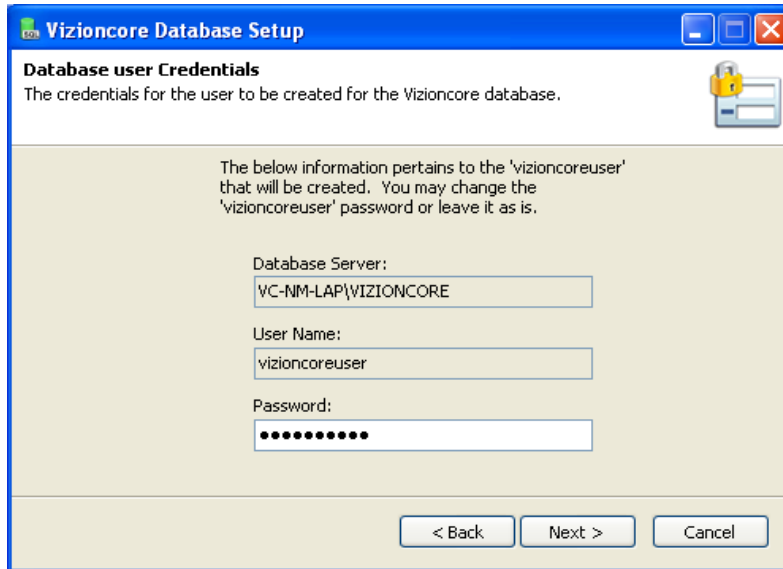 SQL
Vizioncore Database Setup
Database user Credentials
The credentials for the user to be created for the Vizioncore database.
The below information pertains to the 'vizioncoreuser'
that will be created. You may change the
'vizioncoreuser' password or leave it as is.
Database Server:
VC-NM-LAP\VIZIONCORE
User Name:
vizioncoreuser
Password:
●●●●●●●●●●
< Back
Next >
Cancel